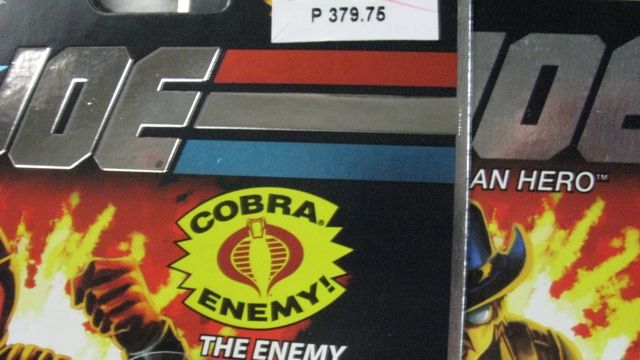 P 379.75
JOE
JOE
AN HERO™
COBRA
ENEMY!
THE ENEMY